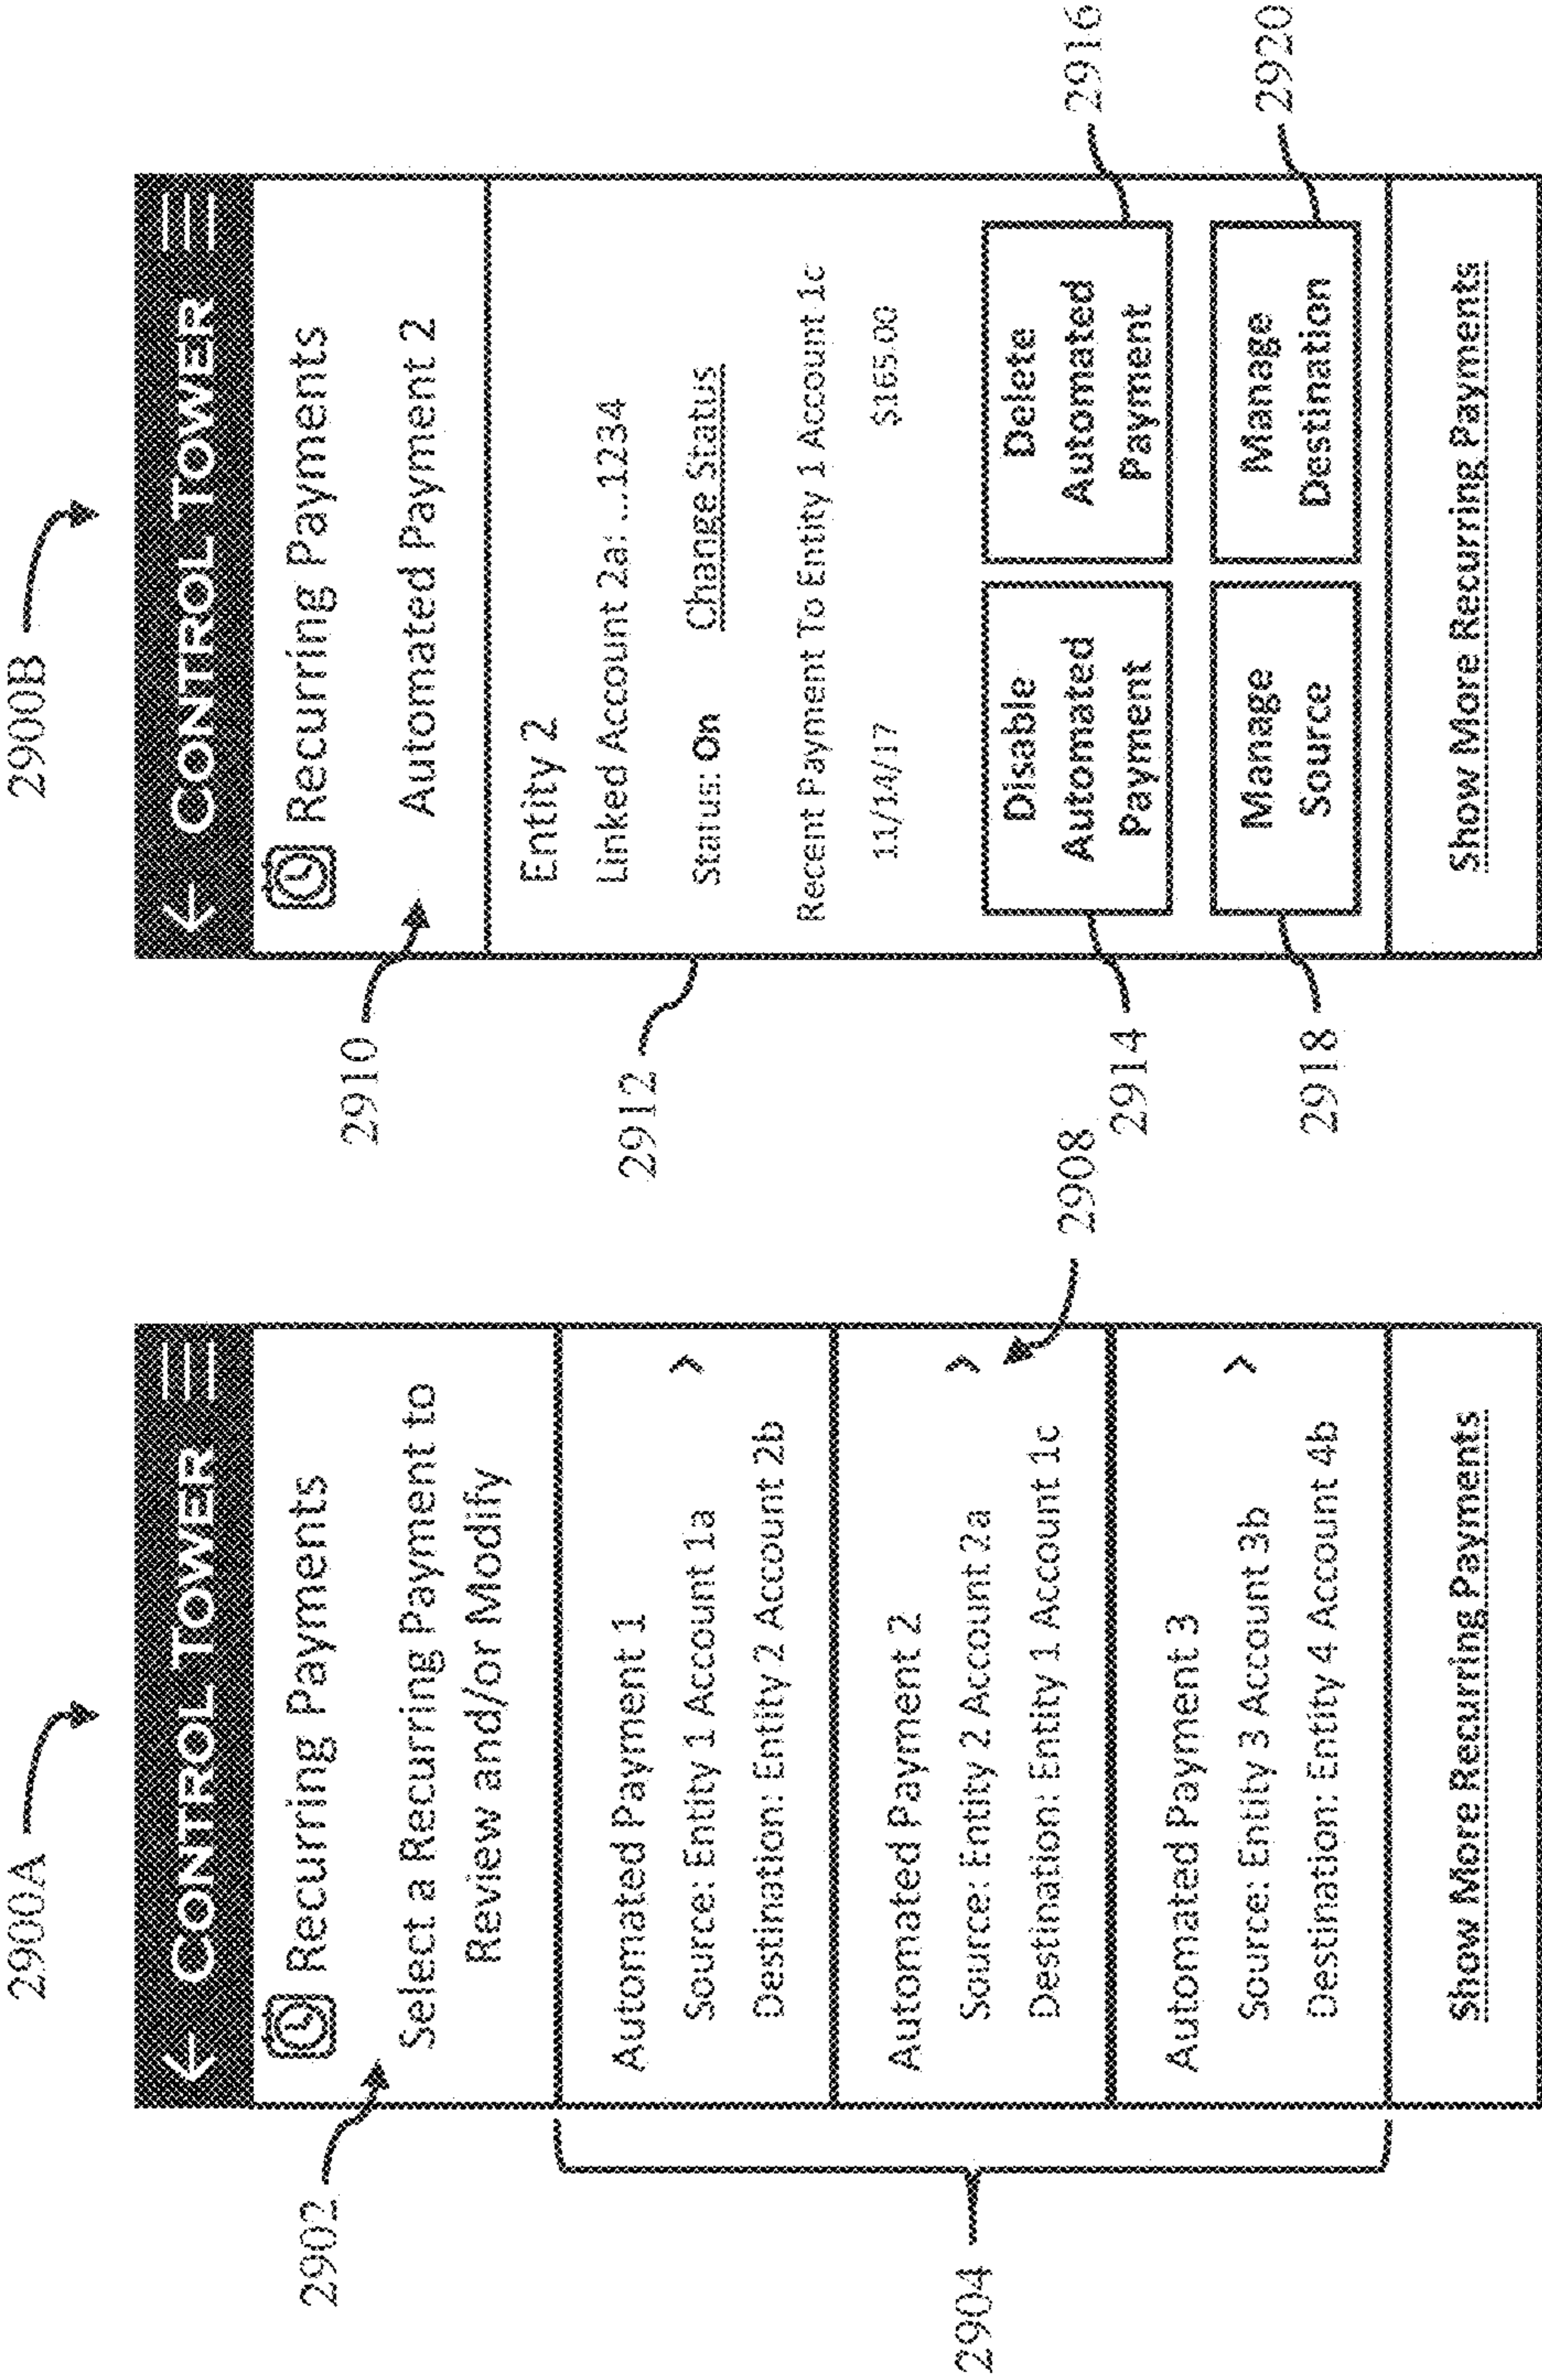 2900A
CONTROL TOWER
Recurring Payments
2902
Select a Recurring Payment to
Review and/or Modify
2904
Automated Payment 1
Source: Entity 1 Account 1a
Destination: Entity 2 Account 2b
Automated Payment 2
Source: Entity 2 Account 2a
Destination: Entity 1 Account 1c
2908
Automated Payment 3
Source: Entity 3 Account 3b
Destination: Entity 4 Account 4b
Show More Recurring Payments
2900B
CONTROL TOWER
Recurring Payments
2910
Automated Payment 2
2912
Entity 2
Linked Account 2a: ...1234
Status: On Change Status
Recent Payment To Entity 1 Account 1c
11/14/17 $165.00
2914
Disable
Automated
Payment
Delete
Automated
Payment
2916
2918
Manage
Source
Manage
Destination
2920
Show More Recurring Payments